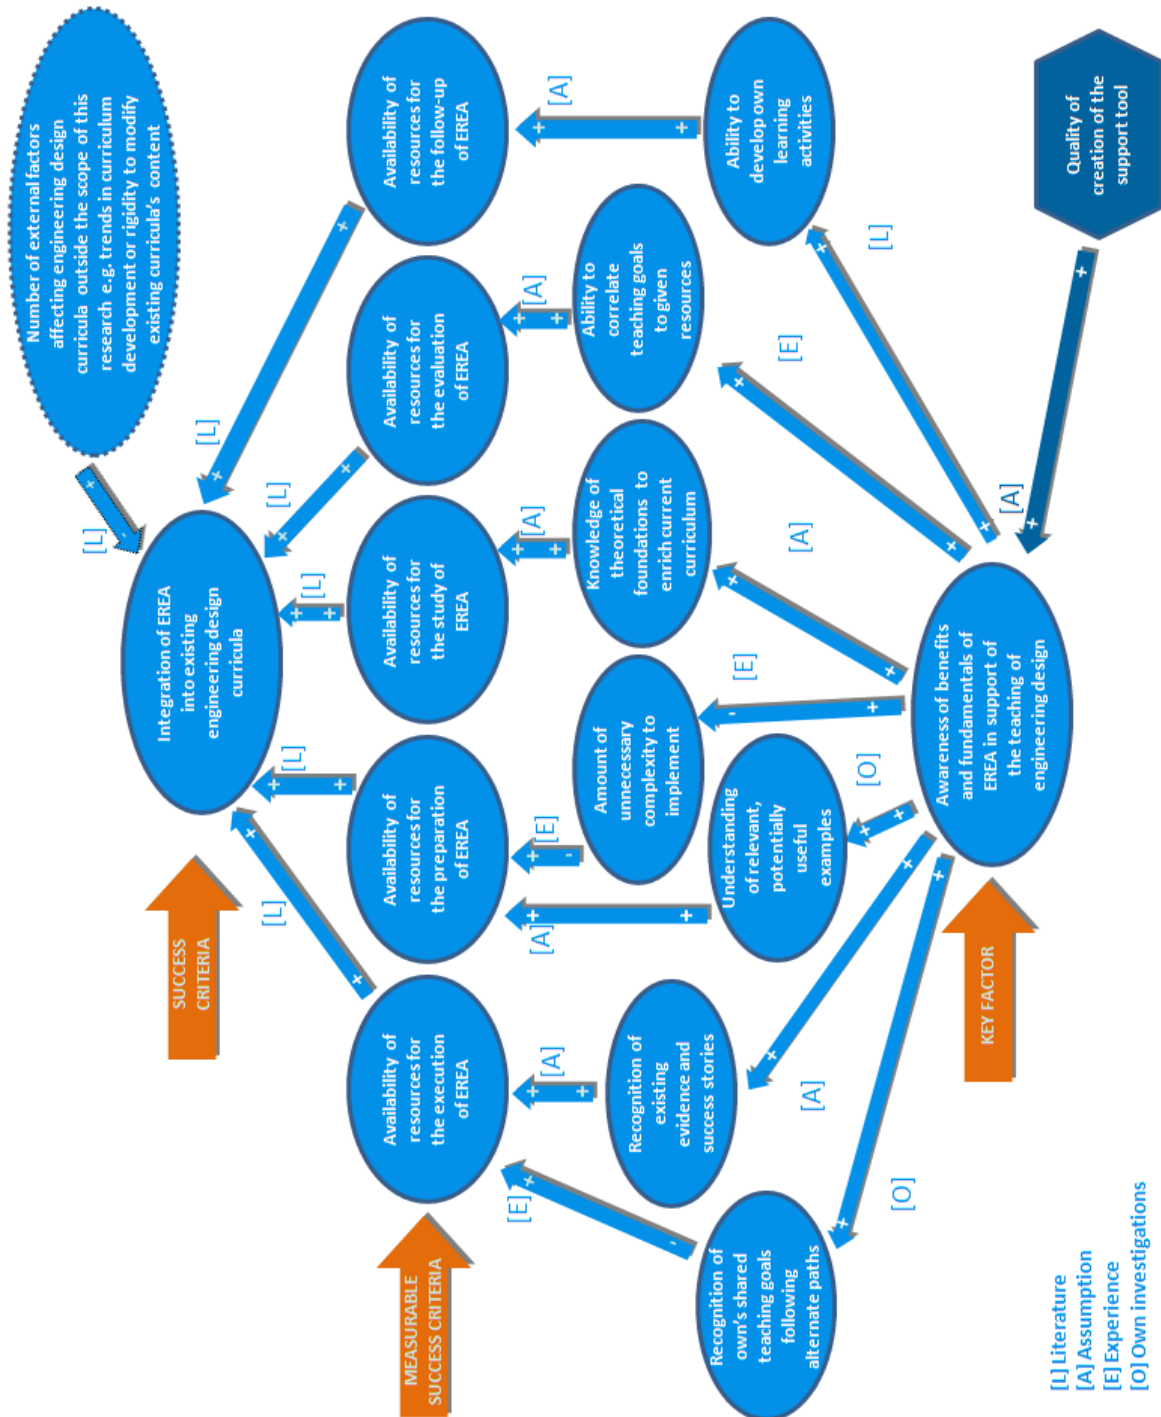 Number of external factors
affecting engineering design
curricula outside the scope of this
research e.g. trends in curriculum
development or rigidity to modify
existing curricula's content
[L]
+
-
SUCCESS
CRITERIA
Integration of EREA
into existing
engineering design
curricula
[L]
+
+
[L]
+
+
[L]
+
+
[L]
+
+
[L]
+
+
MEASURABLE
SUCCESS CRITERIA
Availability of
resources for
the execution
of EREA
Availability of
resources for
the preparation
of EREA
Availability of
resources for
the study of
EREA
Availability of
resources for
the evaluation
of EREA
Availability of
resources for
the follow-up
of EREA
[E]
+
-
[A]
+
+
[A]
+
+
[E]
+
-
[A]
+
+
[A]
+
+
[A]
+
+
Recognition of
own's shared
teaching goals
following
alternate paths
Recognition of
existing
evidence and
success stories
Understanding
of relevant,
potentially
useful
examples
Amount of
unnecessary
complexity to
implement
Knowledge of
theoretical
foundations to
enrich current
curriculum
Ability to
correlate
teaching goals
to given
resources
Ability to
develop own
learning
activities
[O]
+
+
[A]
+
+
[O]
+
+
[E]
-
+
[A]
+
+
[E]
+
+
[L]
+
+
KEY FACTOR
Awareness of benefits
and fundamentals of
EREA in support of
the teaching of
engineering design
[A]
+
+
Quality of
creation of the
support tool
[L] Literature
[A] Assumption
[E] Experience
[O] Own investigations